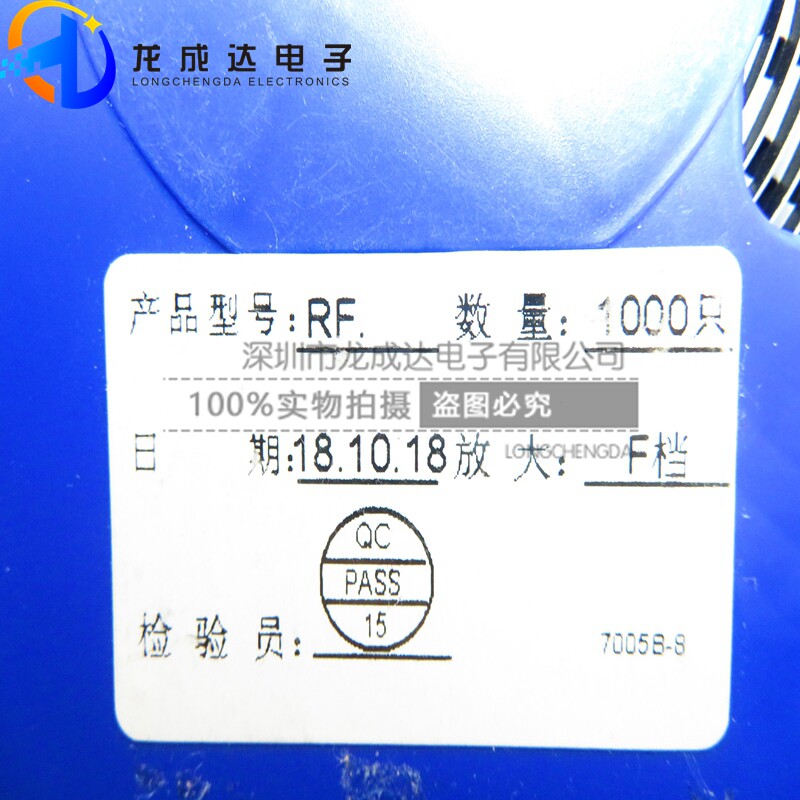 龙成达电子
LONGCHENGDA ELECTRONICS
产品型号:RF. 数量:1000只
深圳市龙成达电子有限公司
100%实物拍摄 盗图必究
LONGCHENGDA
日期:18.10.18 放大: F档
QC
PASS
15
检验员:
7005B-8